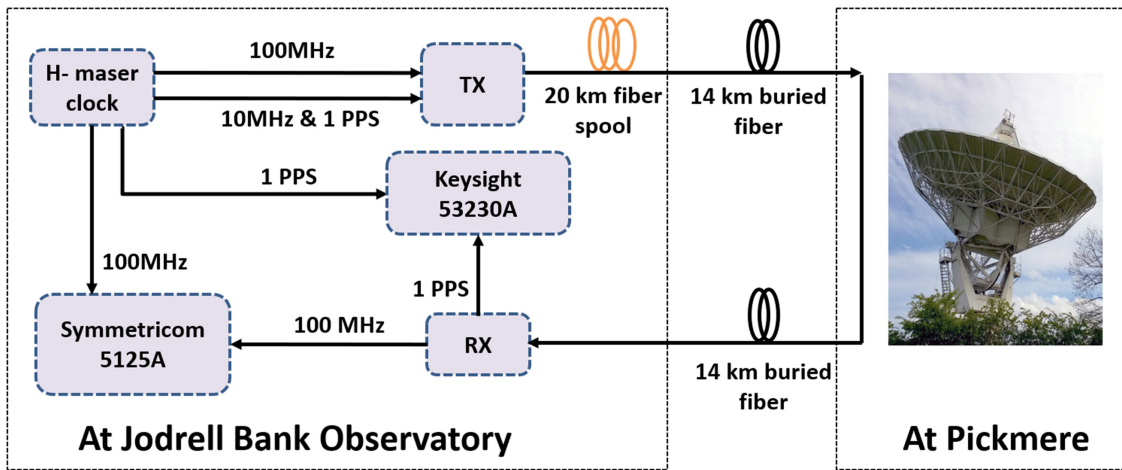 100MHz
H- maser
clock
TX
10MHz & 1 PPS
20 km fiber
spool
14 km buried
fiber
1 PPS
Keysight
53230A
100MHz
1 PPS
Symmetricom
5125A
100 MHz
RX
14 km buried
fiber
At Jodrell Bank Observatory
At Pickmere